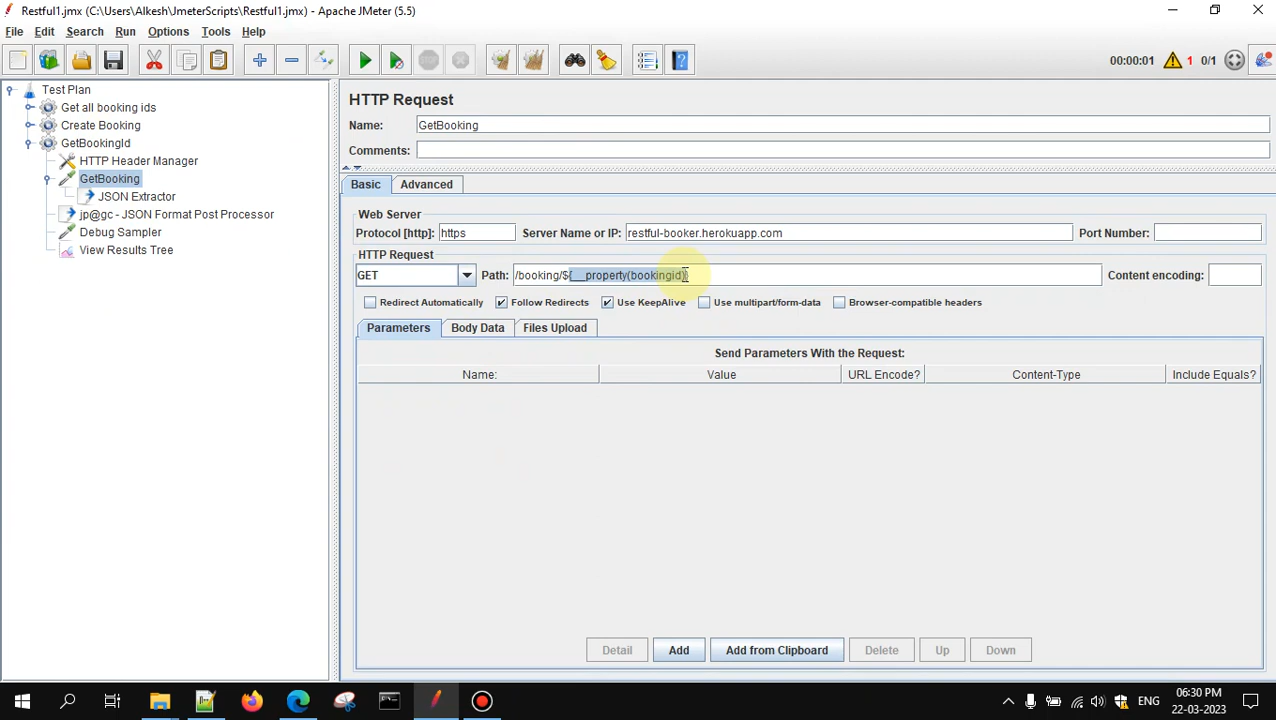 Restful1.jmx (C:\Users\Alkesh\JmeterScripts\Restful1.jmx) - Apache JMeter (5.5)
File Edit Search Run Options Tools Help
00:00:01 1 0/1
Test Plan
Get all booking ids
Create Booking
GetBookingId
HTTP Header Manager
GetBooking
JSON Extractor
jp@gc - JSON Format Post Processor
Debug Sampler
View Results Tree
HTTP Request
Name: GetBooking
Comments:
Basic Advanced
Web Server
Protocol [http]: https Server Name or IP: restful-booker.herokuapp.com Port Number:
HTTP Request
GET Path: /booking/${__property(bookingid)} Content encoding:
Redirect Automatically Follow Redirects Use KeepAlive Use multipart/form-data Browser-compatible headers
Parameters Body Data Files Upload
Send Parameters With the Request:
Name: Value URL Encode? Content-Type Include Equals?
Detail Add Add from Clipboard Delete Up Down
ENG 06:30 PM
22-03-2023